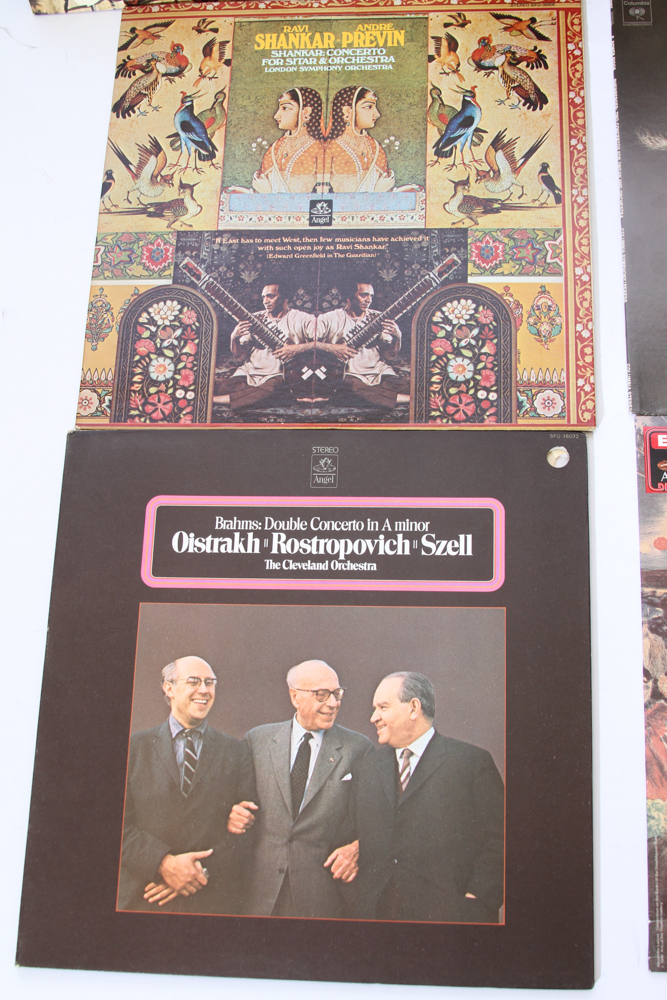 RAVI ANDRÉ
SHANKAR PREVIN
SHANKAR: CONCERTO
FOR SITAR & ORCHESTRA
LONDON SYMPHONY ORCHESTRA
Angel
"If East has to meet West, then few musicians have achieved it
with such open joy as Ravi Shankar."
(Edward Greenfield in The Guardian)
Columbia
SFO 36032
STEREO
Angel
Brahms: Double Concerto in A minor
Oistrakh " Rostropovich " Szell
The Cleveland Orchestra